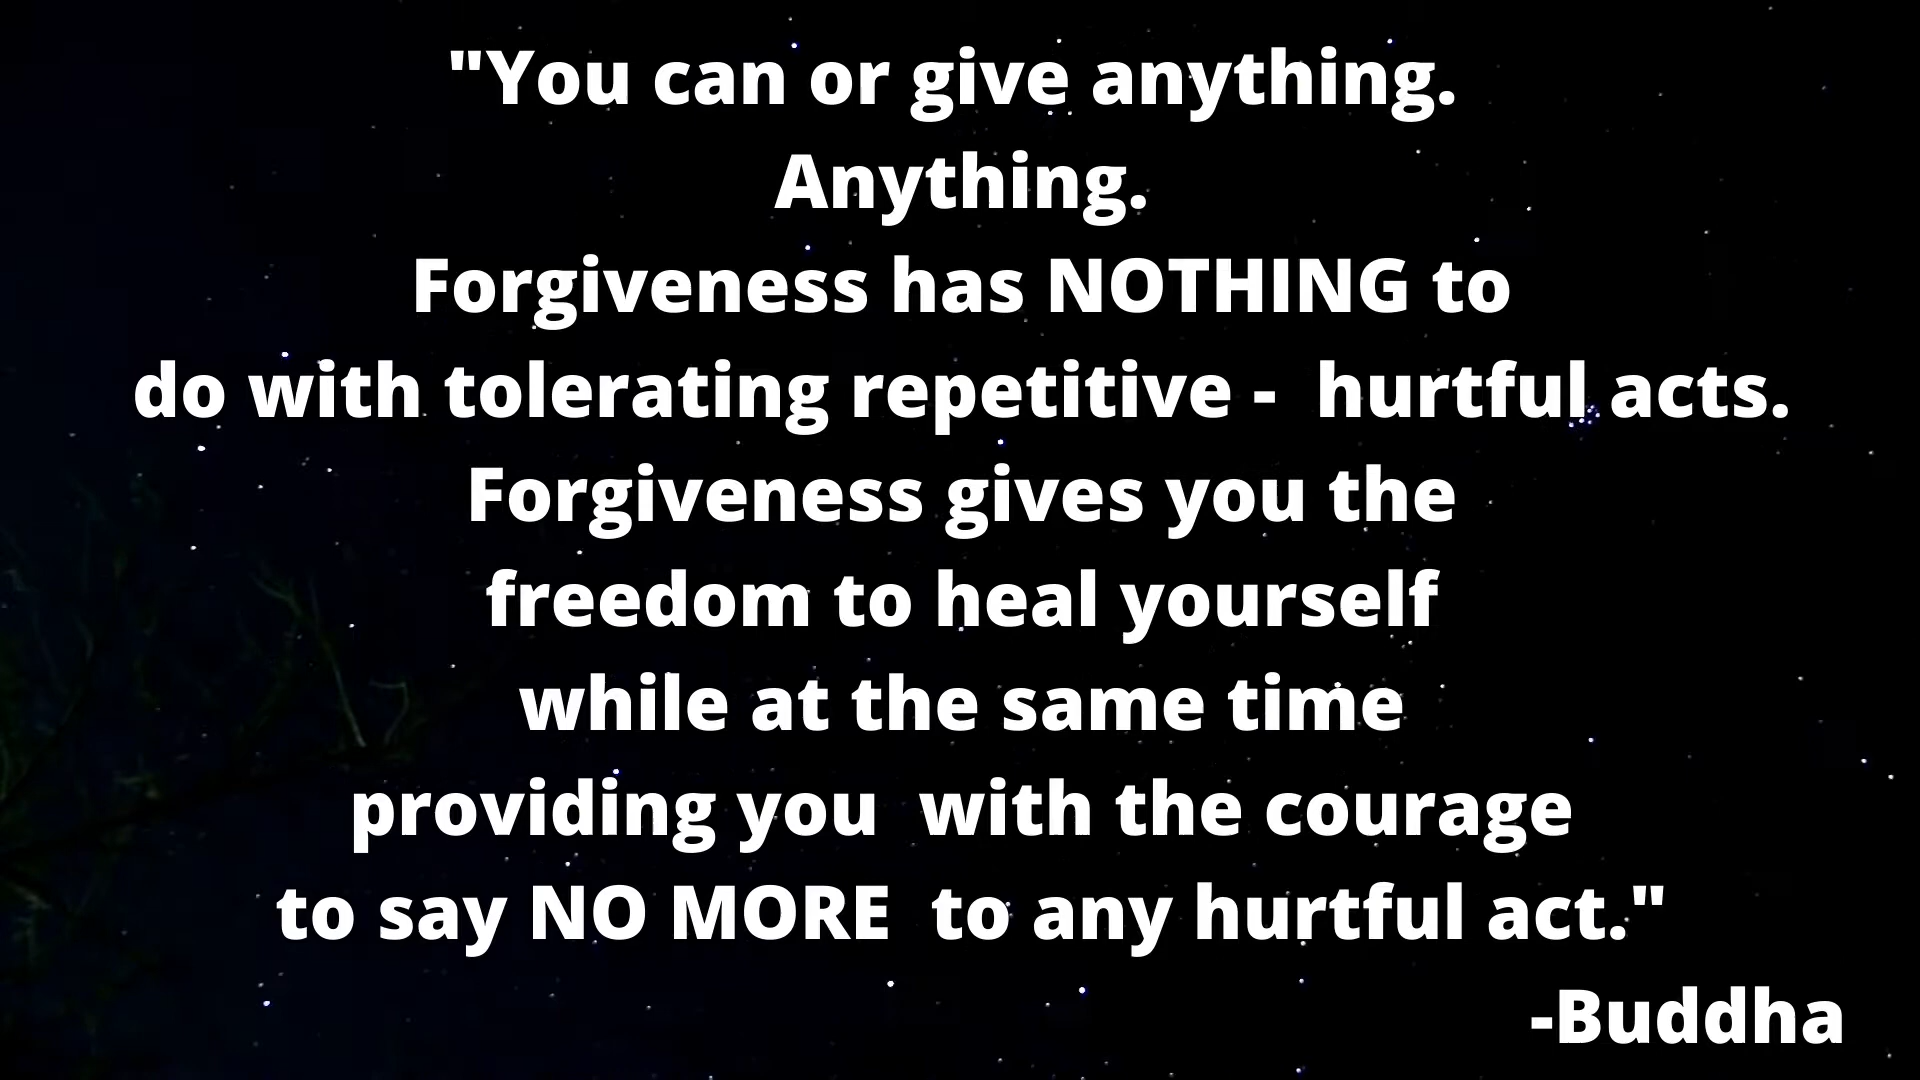 "You can or give anything.
Anything.
Forgiveness has NOTHING to
do with tolerating repetitive -  hurtful acts.
Forgiveness gives you the
freedom to heal yourself
while at the same time
providing you  with the courage
to say NO MORE  to any hurtful act."
-Buddha